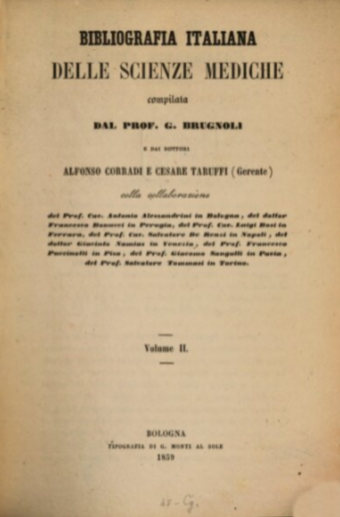 BIBLIOGRAFIA ITALIANA
DELLE SCIENZE MEDICHE
compilata
DAL PROF. G. BRUGNOLI
E DAI DOTTORI
ALFONSO CORRADI E CESARE TARUFFI (Gerente)
colla collaborazione
del Prof. Cav. Antonio Alessandrini in Bologna, del dottor
Francesco Bonucci in Perugia, del Prof. Cav. Luigi Bosi in
Ferrara, del Prof. Cav. Salvatore De Renzi in Napoli, del
dottor Giacinto Namias in Venezia, del Prof. Francesco
Puccinotti in Pisa, del Prof. Giacomo Sangalli in Pavia,
del Prof. Salvatore Tommasi in Torino.
Volume II.
BOLOGNA
TIPOGRAFIA DI G. MONTI AL SOLE
1859